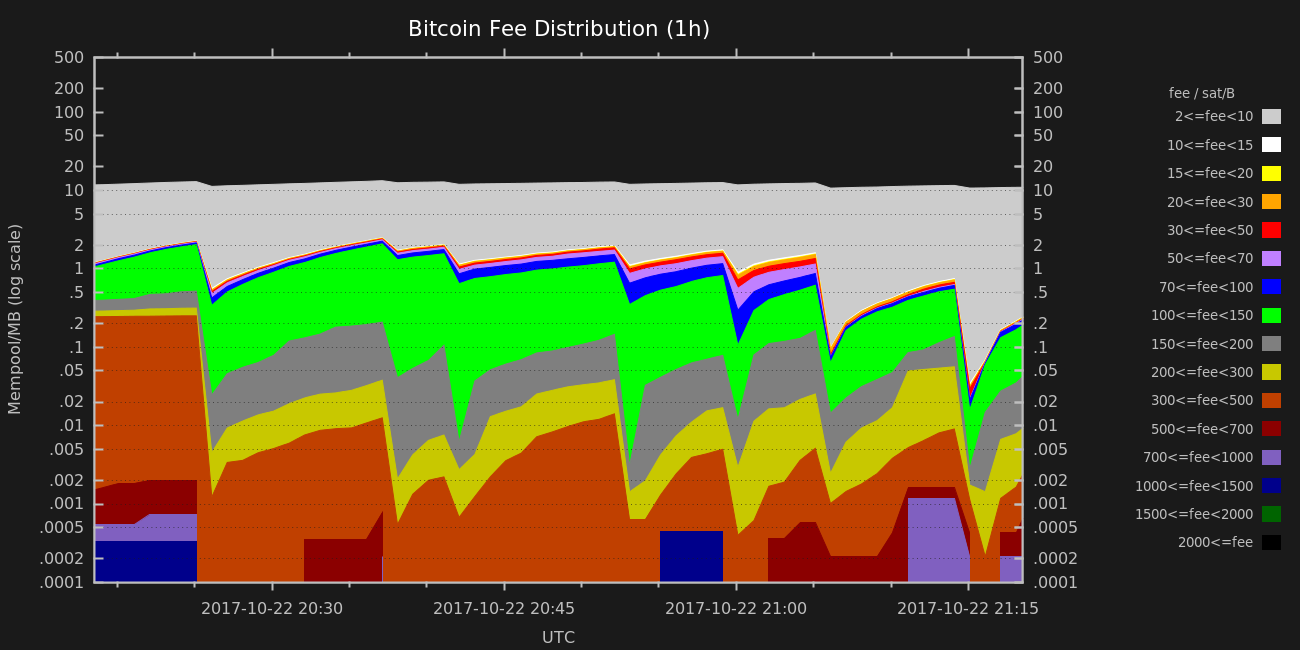 Bitcoin Fee Distribution (1h)
500 500
200 200
100 100
50 50
20 20
10 10
5 5
2 2
1 1
.5 .5
.2 .2
.1 .1
.05 .05
.02 .02
.01 .01
.005 .005
.002 .002
.001 .001
.0005 .0005
.0002 .0002
.0001 .0001
Mempool/MB (log scale)
2017-10-22 20:30 2017-10-22 20:45 2017-10-22 21:00 2017-10-22 21:15
UTC
fee / sat/B
2<=fee<10
10<=fee<15
15<=fee<20
20<=fee<30
30<=fee<50
50<=fee<70
70<=fee<100
100<=fee<150
150<=fee<200
200<=fee<300
300<=fee<500
500<=fee<700
700<=fee<1000
1000<=fee<1500
1500<=fee<2000
2000<=fee